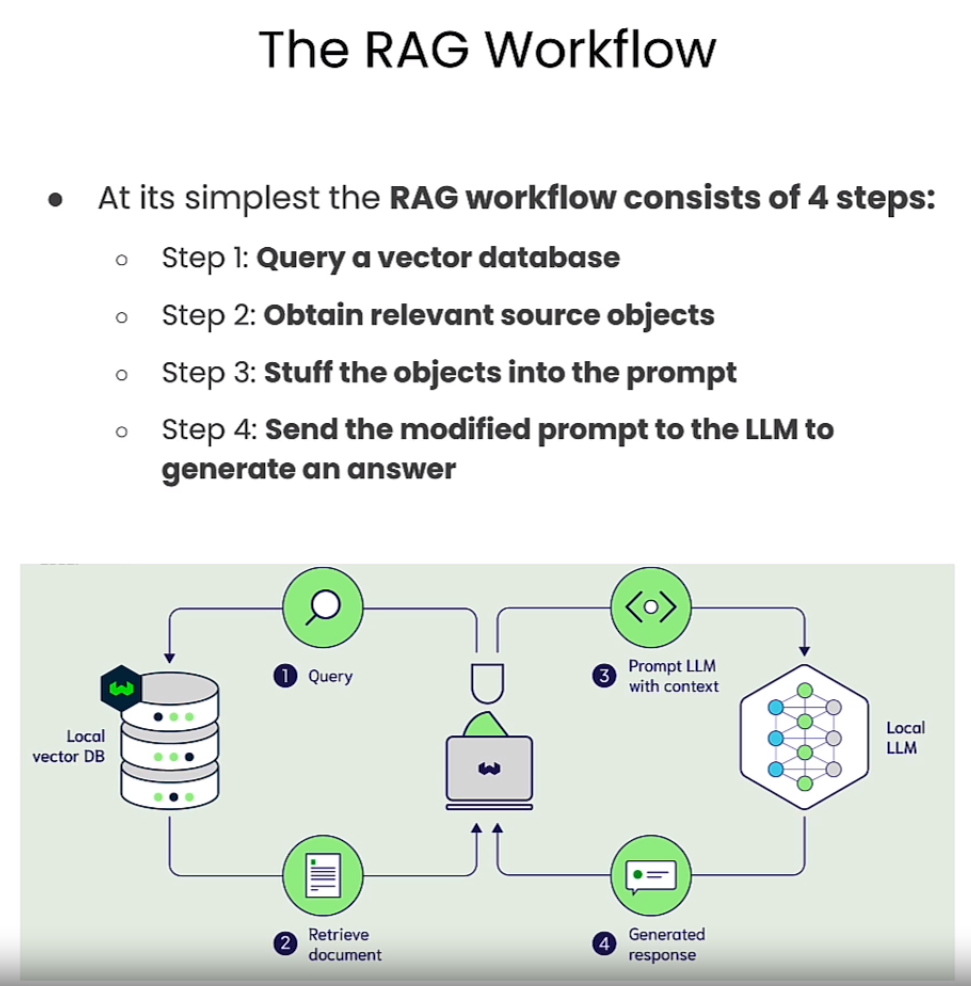 The RAG Workflow
At its simplest the RAG workflow consists of 4 steps:
Step 1: Query a vector database
Step 2: Obtain relevant source objects
Step 3: Stuff the objects into the prompt
Step 4: Send the modified prompt to the LLM to
generate an answer
1 Query
3 Prompt LLM
with context
Local
vector DB
Local
LLM
2 Retrieve
document
4 Generated
response